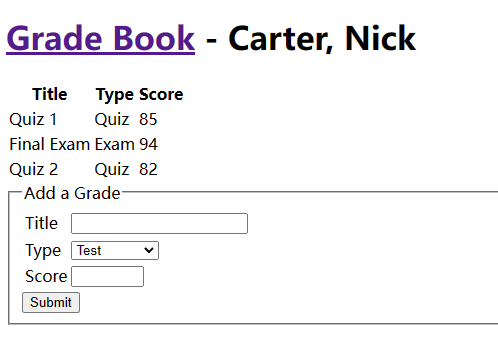 Grade Book - Carter, Nick
Title Type Score
Quiz 1 Quiz 85
Final Exam Exam 94
Quiz 2 Quiz 82
Add a Grade
Title
Type Test
Score
Submit